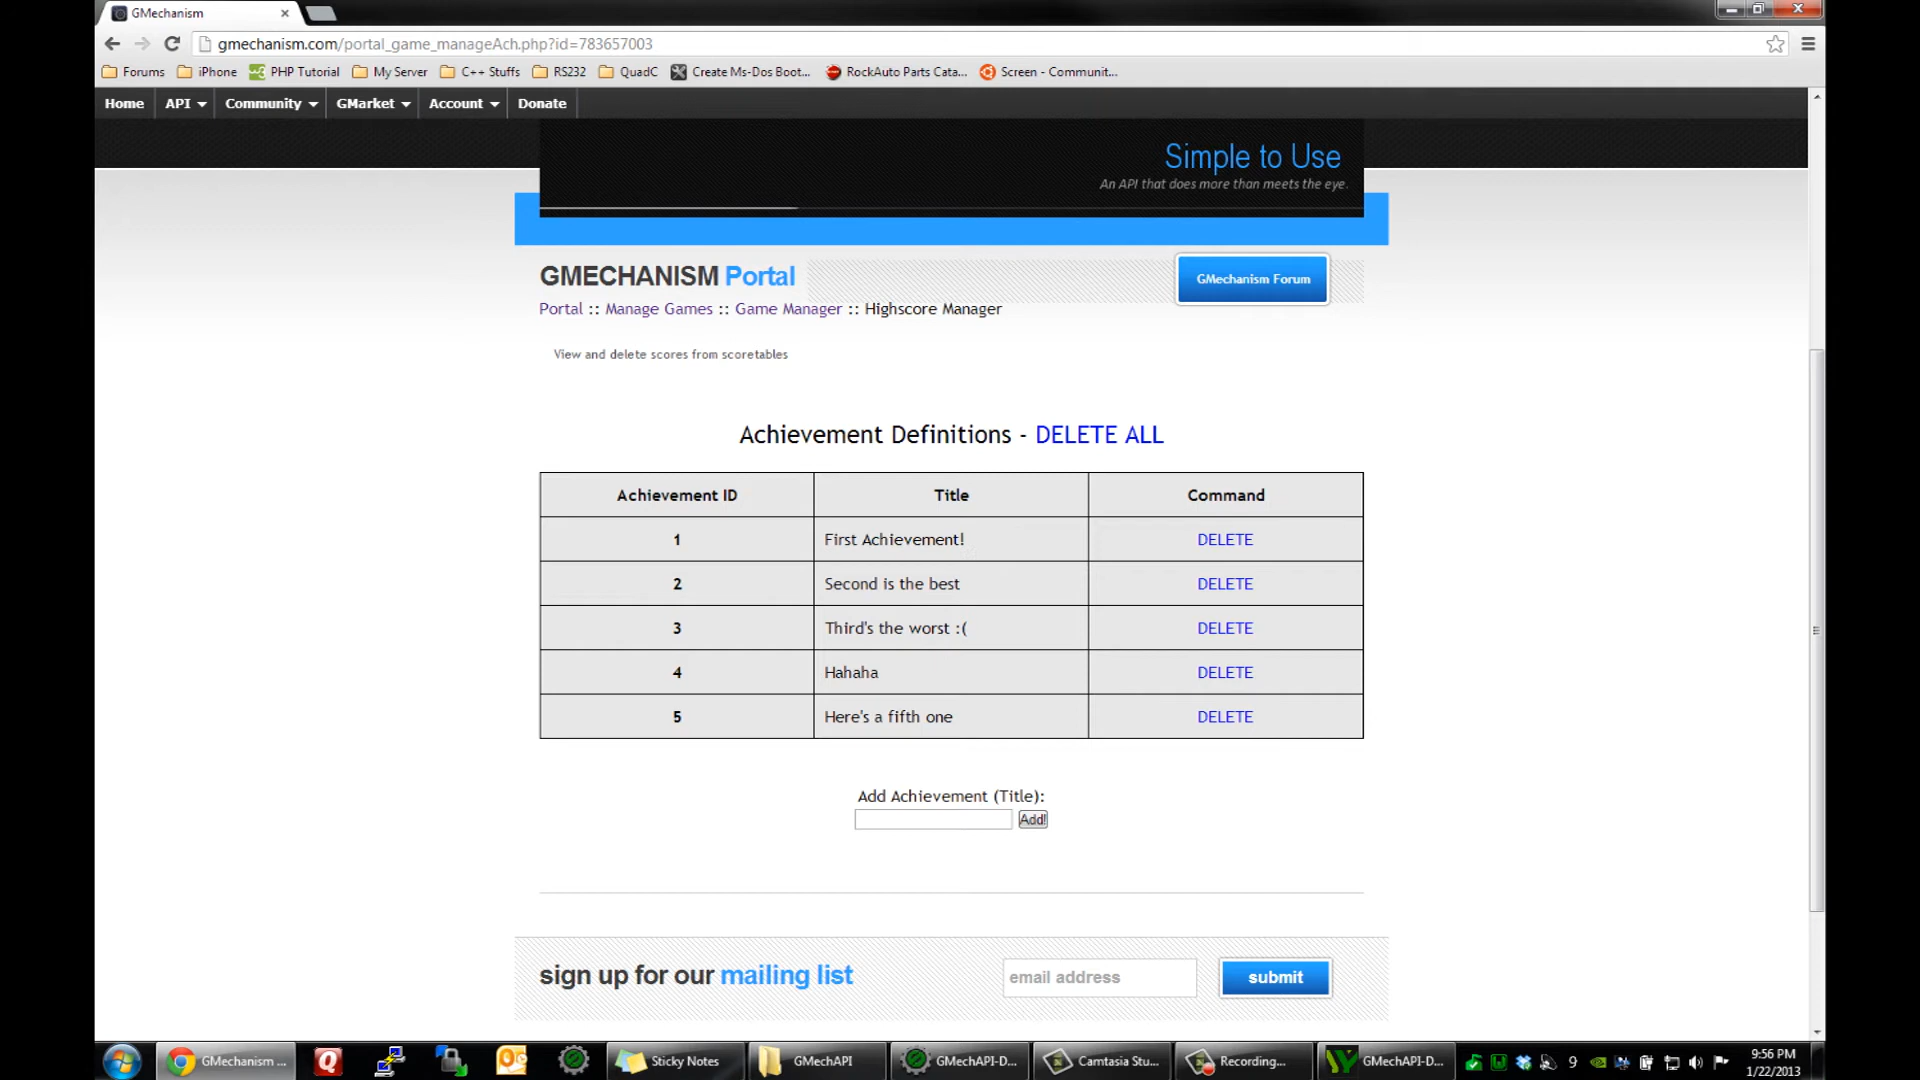 GMechanism
gmechanism.com/portal_game_manageAch.php?id=783657003
Forums iPhone PHP Tutorial My Server C++ Stuffs RS232 QuadC Create Ms-Dos Boot... RockAuto Parts Cata... Screen - Communit...
Home API Community GMarket Account Donate
Simple to Use
An API that does more than meets the eye.
GMECHANISM Portal
GMechanism Forum
Portal :: Manage Games :: Game Manager :: Highscore Manager
View and delete scores from scoretables
Achievement Definitions - DELETE ALL
Achievement ID Title Command
1 First Achievement! DELETE
2 Second is the best DELETE
3 Third's the worst :( DELETE
4 Hahaha DELETE
5 Here's a fifth one DELETE
Add Achievement (Title):
Add!
sign up for our mailing list
email address
submit
GMechanism ... Sticky Notes GMechAPI GMechAPI-D... Camtasia Stu... Recording... GMechAPI-D... 9 9:56 PM
1/22/2013